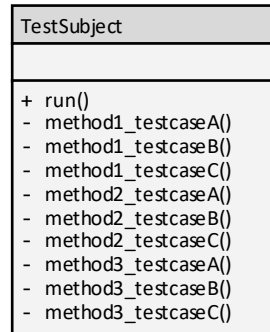 TestSubject
+ run()
- method1_testcaseA()
- method1_testcaseB()
- method1_testcaseC()
- method2_testcaseA()
- method2_testcaseB()
- method2_testcaseC()
- method3_testcaseA()
- method3_testcaseB()
- method3_testcaseC()